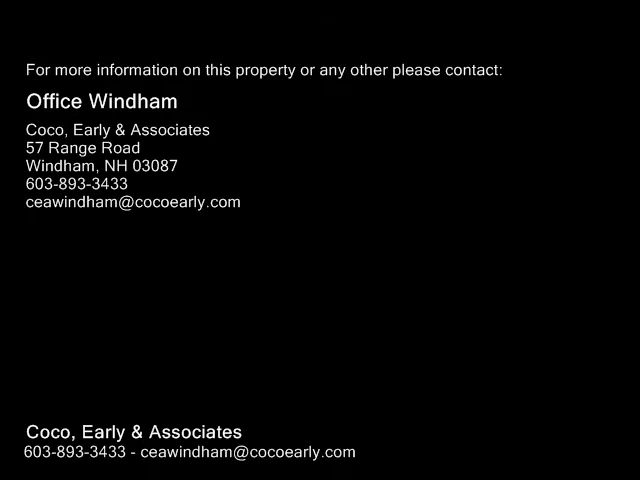 For more information on this property or any other please contact:
Office Windham
Coco, Early & Associates
57 Range Road
Windham, NH 03087
603-893-3433
ceawindham@cocoearly.com
Coco, Early & Associates
603-893-3433 - ceawindham@cocoearly.com